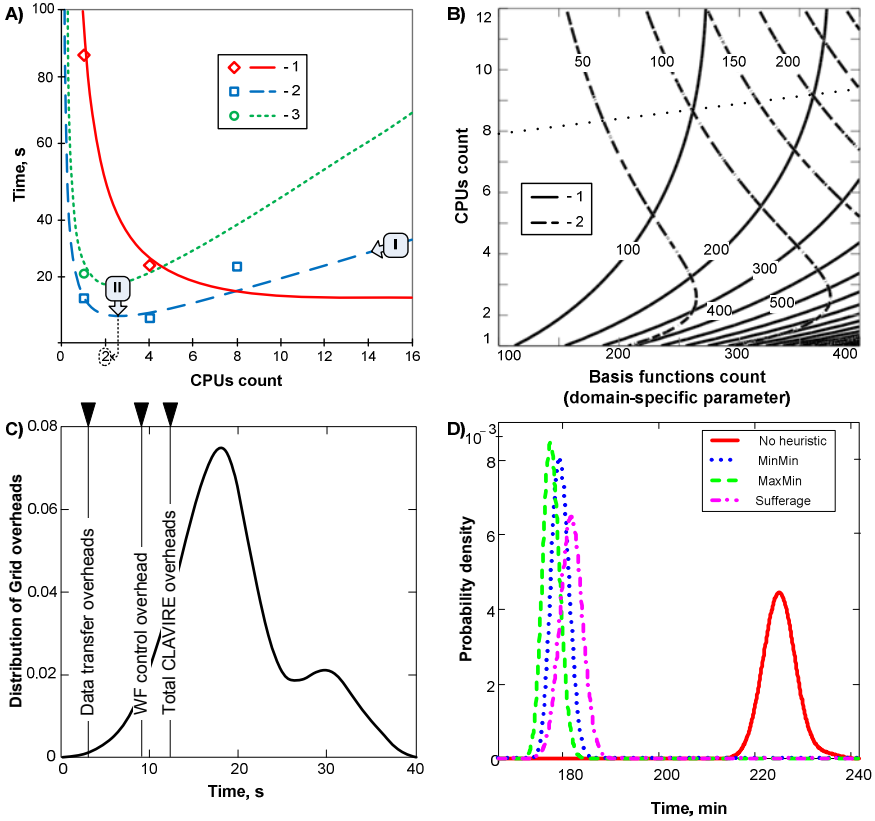 A)
100
80
60
40
20
0
2*
4
6
8
10
12
14
16
Time, s
CPUs count
- 1
- 2
- 3
I
II
B)
12
10
8
6
4
2
1
100
200
300
400
CPUs count
Basis functions count
(domain-specific parameter)
50
100
150
200
100
200
300
400
500
- 1
- 2
C)
0.08
0.06
0.04
0.02
0
0
10
20
30
40
Distribution of Grid overheads
Time, s
Data transfer overheads
WF control overhead
Total CLAVIRE overheads
D)
10⁻³
8
6
4
2
0
180
200
220
240
Probability density
Time, min
No heuristic
MinMin
MaxMin
Sufferage